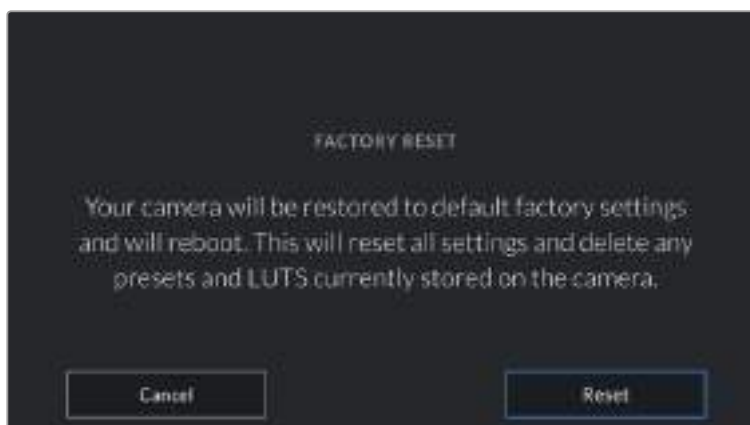 FACTORY RESET
Your camera will be restored to default factory settings
and will reboot. This will reset all settings and delete any
presets and LUTS currently stored on the camera.
Cancel
Reset